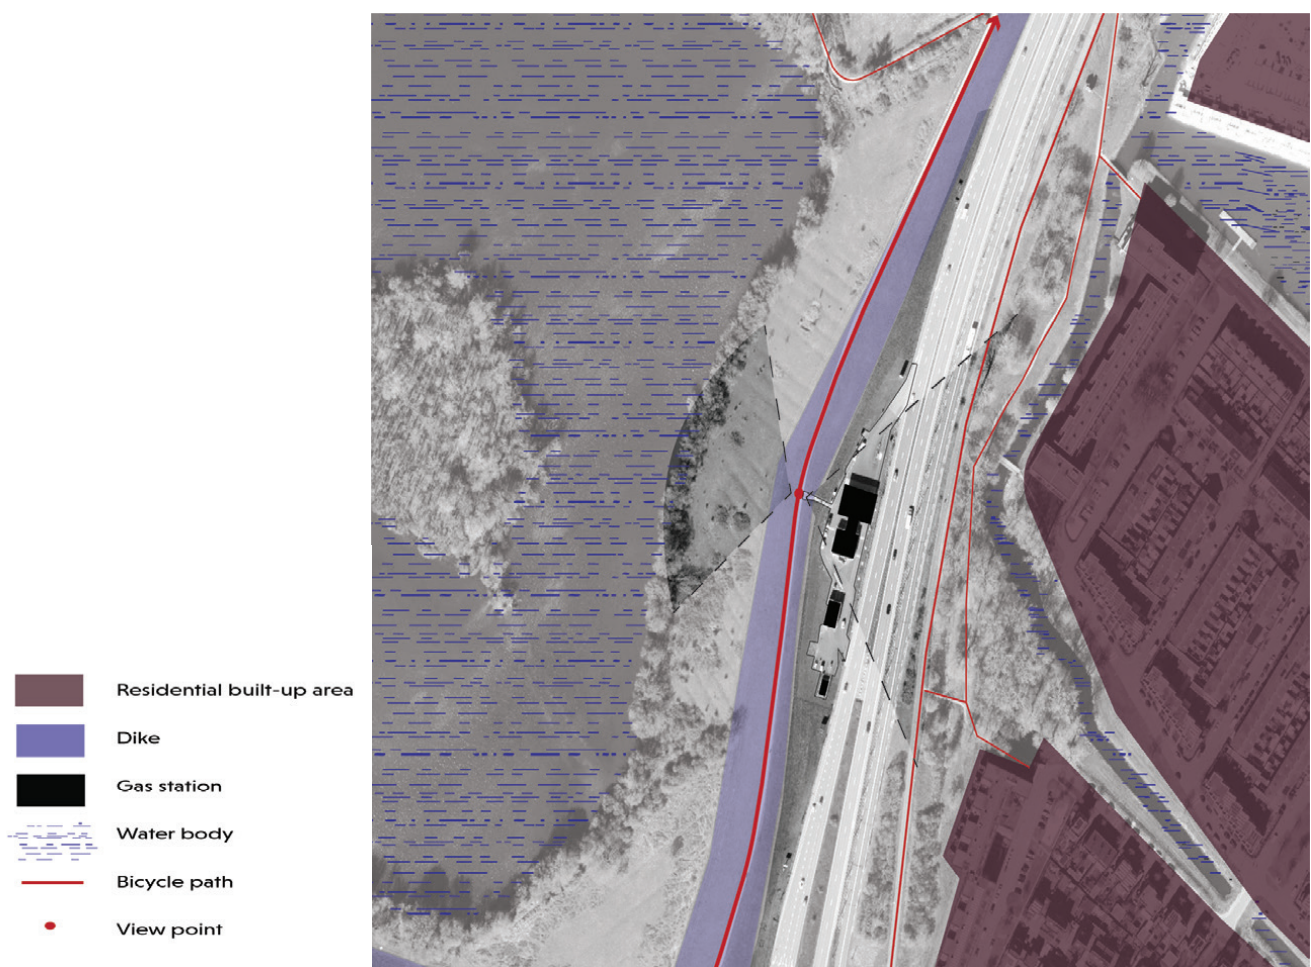 Residential built-up area
Dike
Gas station
Water body
Bicycle path
View point